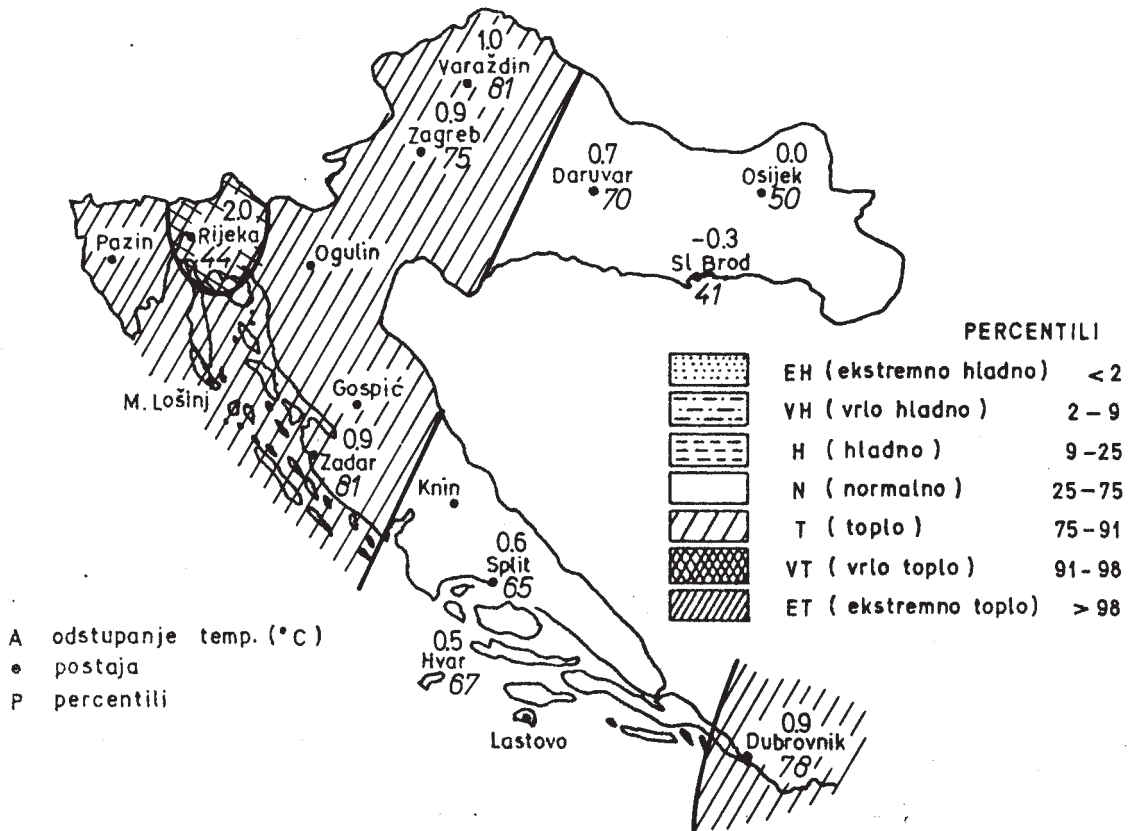 1.0
Varaždin
81
0.9
Zagreb
75
0.7
Daruvar
70
0.0
Osijek
50
-0.3
Sl. Brod
41
2.0
Rijeka
44
Pazin
Ogulin
M. Lošinj
Gospić
0.9
Zadar
81
Knin
0.6
Split
65
0.5
Hvar
67
Lastovo
0.9
Dubrovnik
78
PERCENTILI
EH (ekstremno hladno) < 2
VH (vrlo hladno) 2-9
H (hladno) 9-25
N (normalno) 25-75
T (toplo) 75-91
VT (vrlo toplo) 91-98
ET (ekstremno toplo) > 98
A odstupanje temp. (°C)
postaja
P percentili